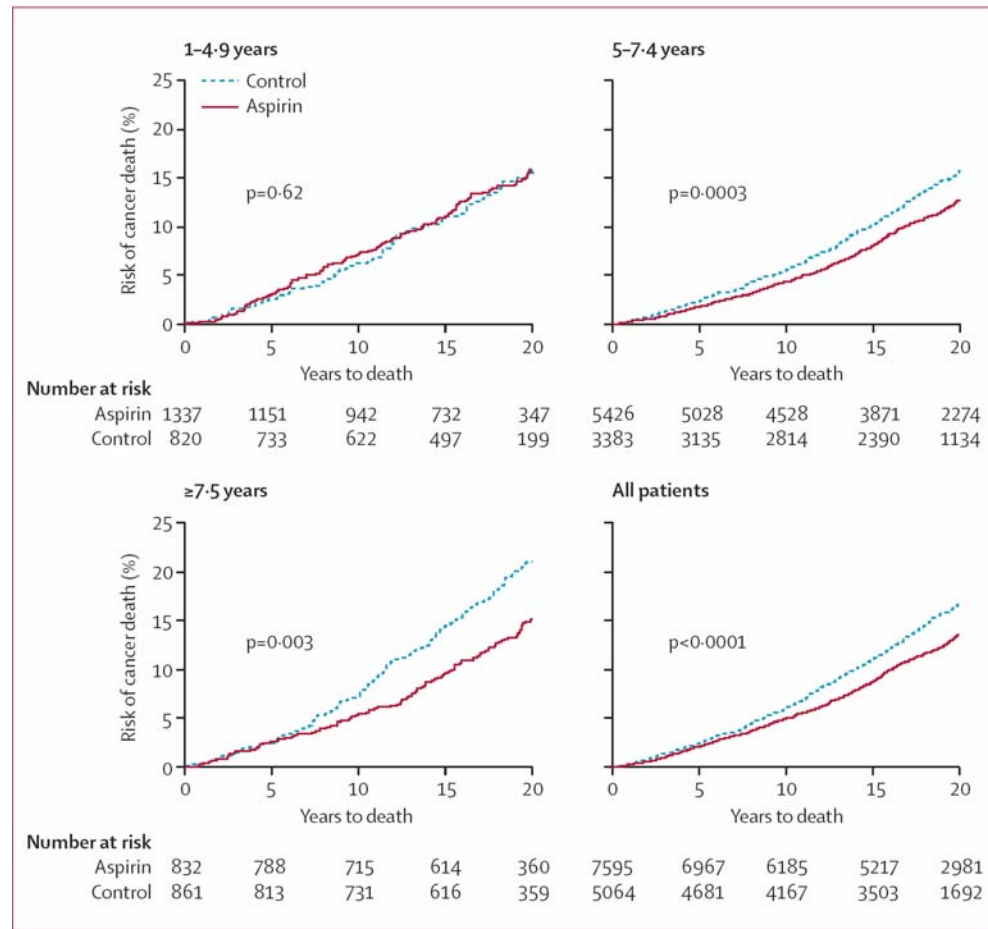 1–4·9 years
Control
Aspirin
25
20
15
10
5
0
Risk of cancer death (%)
p=0·62
0 5 10 15 20
Years to death
5–7·4 years
p=0·0003
0 5 10 15 20
Years to death
Number at risk
Aspirin 1337 1151 942 732 347 5426 5028 4528 3871 2274
Control 820 733 622 497 199 3383 3135 2814 2390 1134
≥7·5 years
25
20
15
10
5
0
Risk of cancer death (%)
p=0·003
0 5 10 15 20
Years to death
All patients
p<0·0001
0 5 10 15 20
Years to death
Number at risk
Aspirin 832 788 715 614 360 7595 6967 6185 5217 2981
Control 861 813 731 616 359 5064 4681 4167 3503 1692